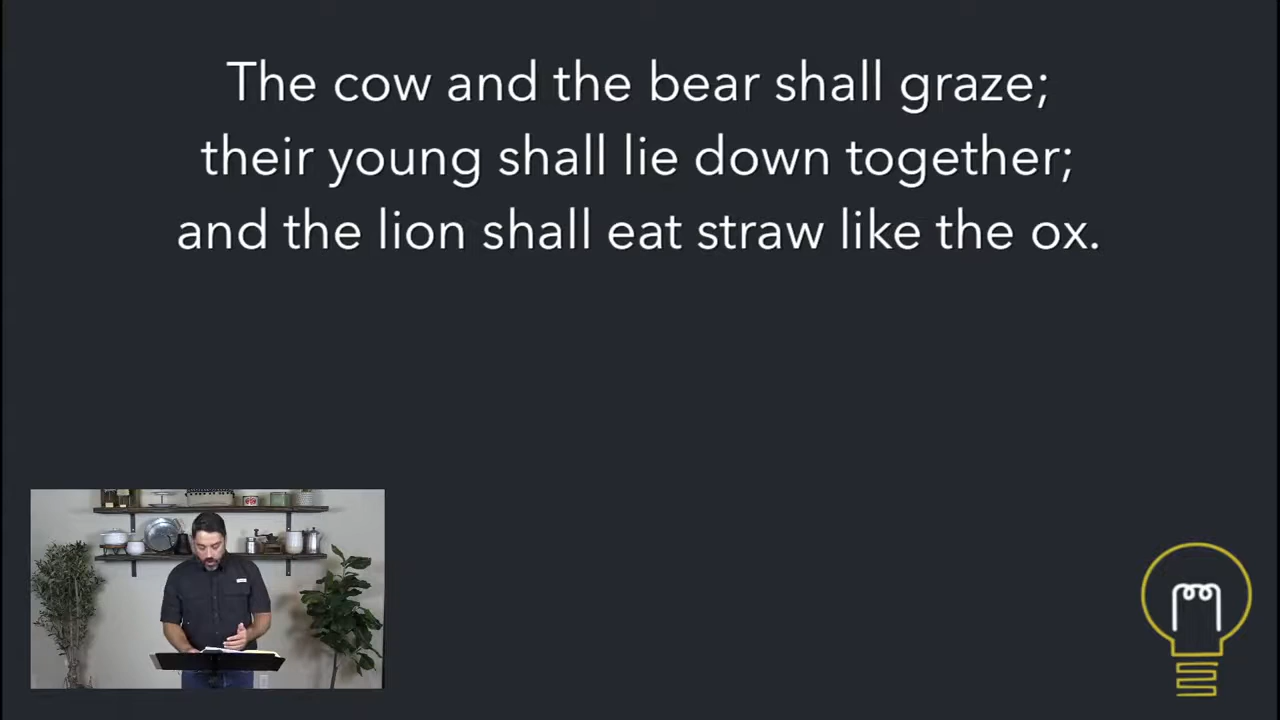 The cow and the bear shall graze;
their young shall lie down together;
and the lion shall eat straw like the ox.